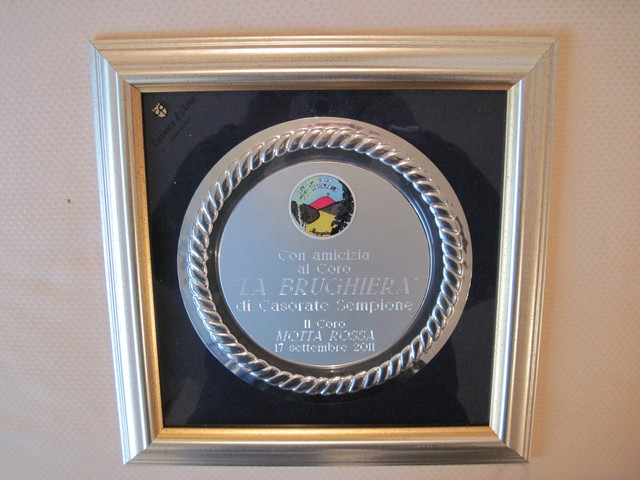 Con amicizia
al Coro
"LA BRUGHIERA"
di Casorate Sempione
Il Coro
MOTTA ROSSA
17 settembre 2011